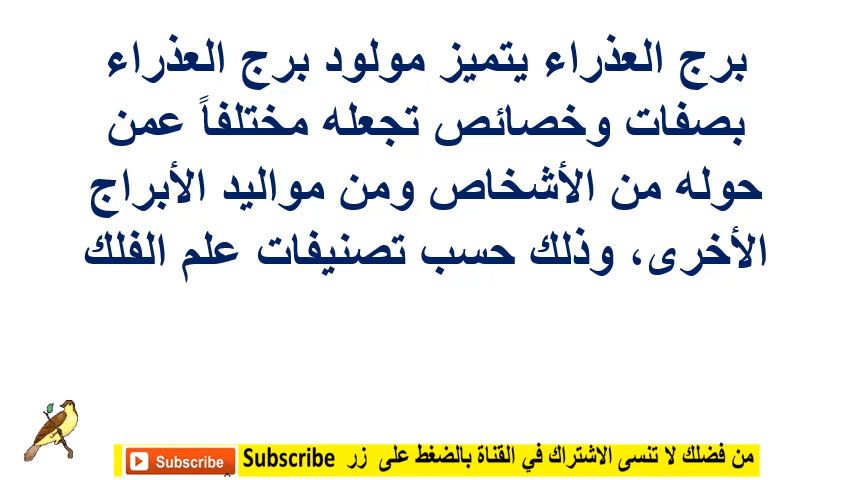 برج العذراء يتميز مولود برج العذراء
بصفات وخصائص تجعله مختلفاً عمن
حوله من الأشخاص ومن مواليد الأبراج
الأخرى، وذلك حسب تصنيفات علم الفلك
من فضلك لا تنسى الاشتراك في القناة بالضغط على زر Subscribe Subscribe